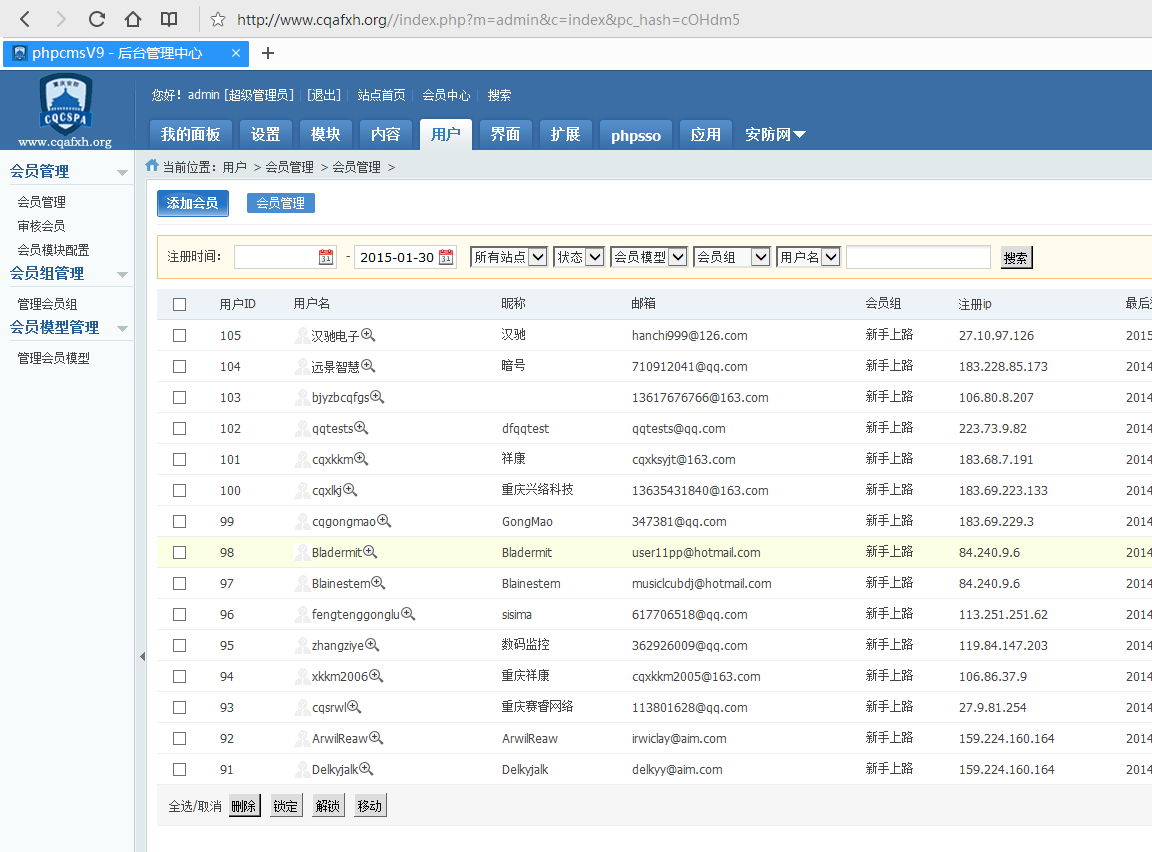 http://www.cqafxh.org//index.php?m=admin&c=index&pc_hash=cOHdm5
phpcmsV9 - 后台管理中心 × +
您好！admin [超级管理员] | [退出] | 站点首页 | 会员中心 | 搜索
重庆安防
CQCSPA
www.cqafxh.org
我的面板 设置 模块 内容 用户 界面 扩展 phpsso 应用 安防网
会员管理
会员管理
审核会员
会员模块配置
会员组管理
管理会员组
会员模型管理
管理会员模型
当前位置：用户 > 会员管理 > 会员管理 >
添加会员 会员管理
注册时间： 31 - 2015-01-30 31 所有站点 状态 会员模型 会员组 用户名 搜索
用户ID 用户名 昵称 邮箱 会员组 注册ip 最后
105 汉驰电子 汉驰 hanchi999@126.com 新手上路 27.10.97.126 2015
104 远景智慧 暗号 710912041@qq.com 新手上路 183.228.85.173 2014
103 bjyzbcqfgs 13617676766@163.com 新手上路 106.80.8.207 2014
102 qqtests dfqqtest qqtests@qq.com 新手上路 223.73.9.82 2014
101 cqxkkm 祥康 cqxksyjt@163.com 新手上路 183.68.7.191 2014
100 cqxlkj 重庆兴络科技 13635431840@163.com 新手上路 183.69.223.133 2014
99 cqgongmao GongMao 347381@qq.com 新手上路 183.69.229.3 2014
98 Bladermit Bladermit user11pp@hotmail.com 新手上路 84.240.9.6 2014
97 Blainestem Blainestem musiclcubdj@hotmail.com 新手上路 84.240.9.6 2014
96 fengtenggonglu sisima 617706518@qq.com 新手上路 113.251.251.62 2014
95 zhangziye 数码监控 362926009@qq.com 新手上路 119.84.147.203 2014
94 xkkm2006 重庆祥康 cqxkkm2005@163.com 新手上路 106.86.37.9 2014
93 cqsrwl 重庆赛睿网络 113801628@qq.com 新手上路 27.9.81.254 2014
92 ArwilReaw ArwilReaw irwiclay@aim.com 新手上路 159.224.160.164 2014
91 Delkyjalk Delkyjalk delkyy@aim.com 新手上路 159.224.160.164 2014
全选/取消 删除 锁定 解锁 移动